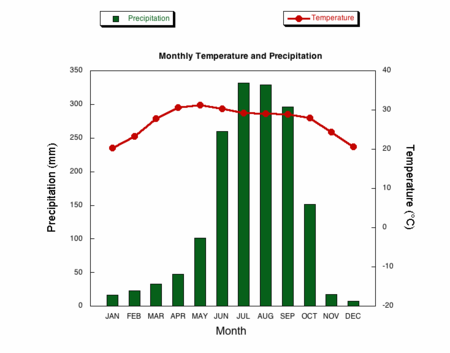 Precipitation
Temperature
Monthly Temperature and Precipitation
350
300
250
200
150
100
50
0
Precipitation (mm)
40
30
20
10
0
-10
-20
Temperature (°C)
JAN FEB MAR APR MAY JUN JUL AUG SEP OCT NOV DEC
Month